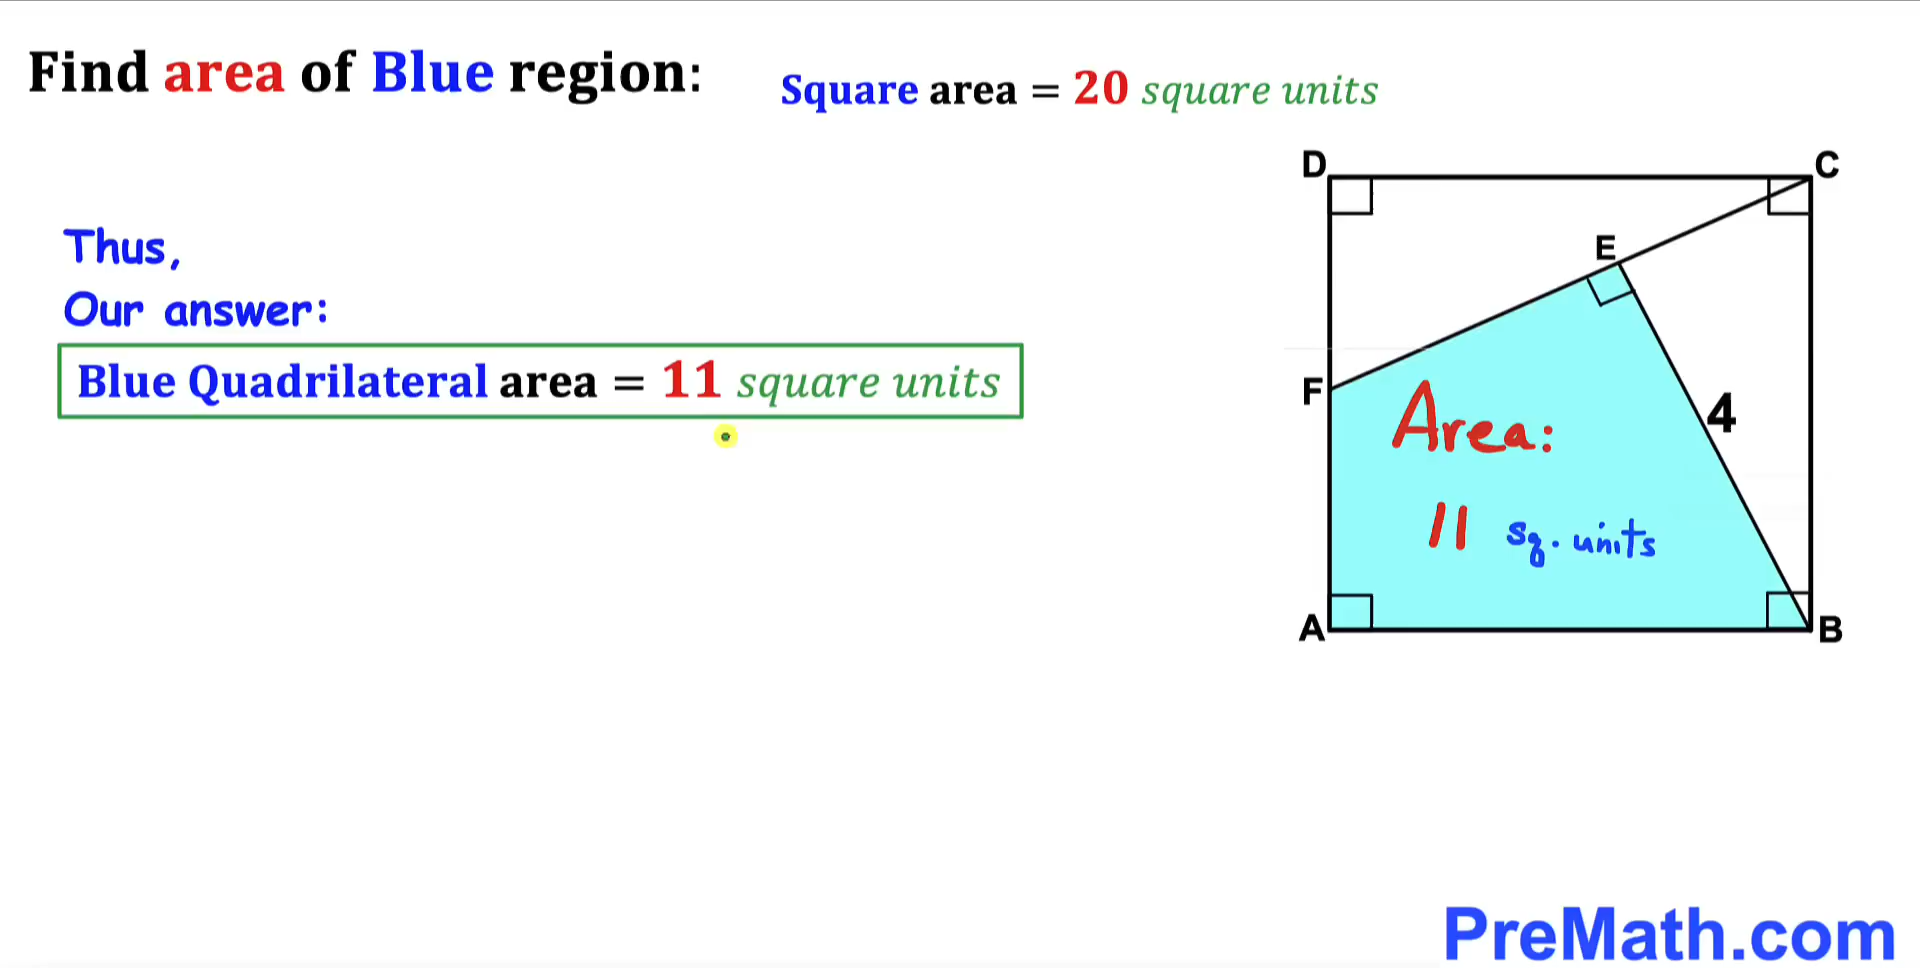 Find area of Blue region:
Square area = 20 square units
Thus,
Our answer:
Blue Quadrilateral area = 11 square units
D
C
E
F
4
Area:
11 sq. units
A
B
PreMath.com